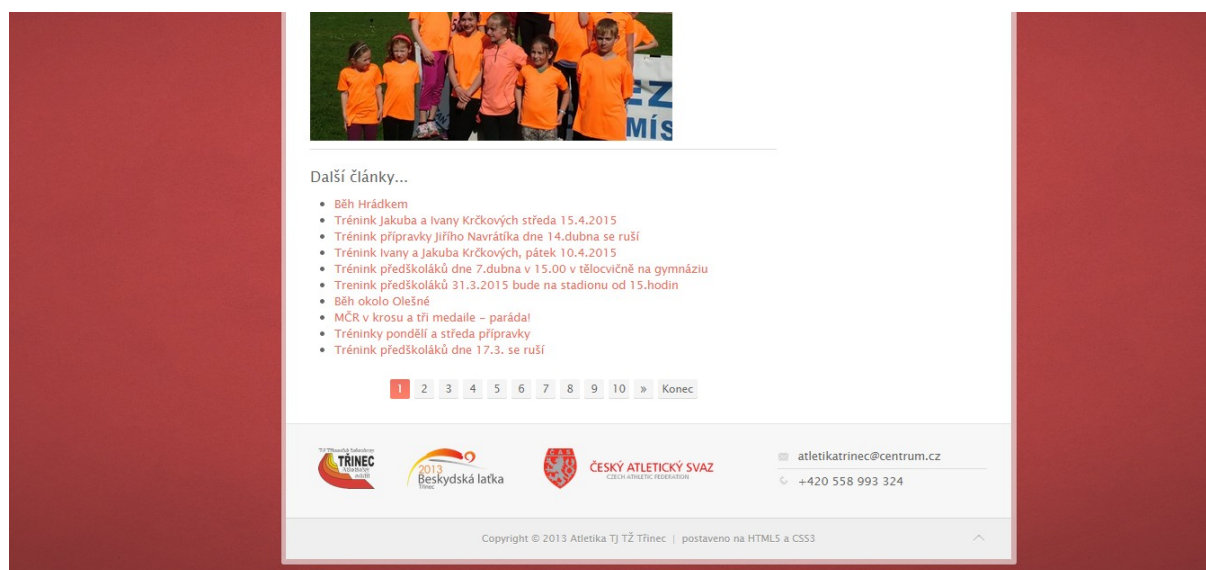 EZ
MÍS
Další články...
Běh Hrádkem
Trénink Jakuba a Ivany Krčkových středa 15.4.2015
Trénink přípravky Jiřího Navrátíka dne 14.dubna se ruší
Trénink Ivany a Jakuba Krčkových, pátek 10.4.2015
Trénink předškoláků dne 7.dubna v 15.00 v tělocvičně na gymnáziu
Trenink předškoláků 31.3.2015 bude na stadionu od 15.hodin
Běh okolo Olešné
MČR v krosu a tři medaile – paráda!
Tréninky pondělí a středa přípravky
Trénink předškoláků dne 17.3. se ruší
1 2 3 4 5 6 7 8 9 10 » Konec
TŘINEC
2013
Beskydská laťka
Třinec
ČAS
ČESKÝ ATLETICKÝ SVAZ
CZECH ATHLETIC FEDERATION
atletikatrinec@centrum.cz
+420 558 993 324
Copyright © 2013 Atletika TJ TŽ Třinec | postaveno na HTML5 a CSS3